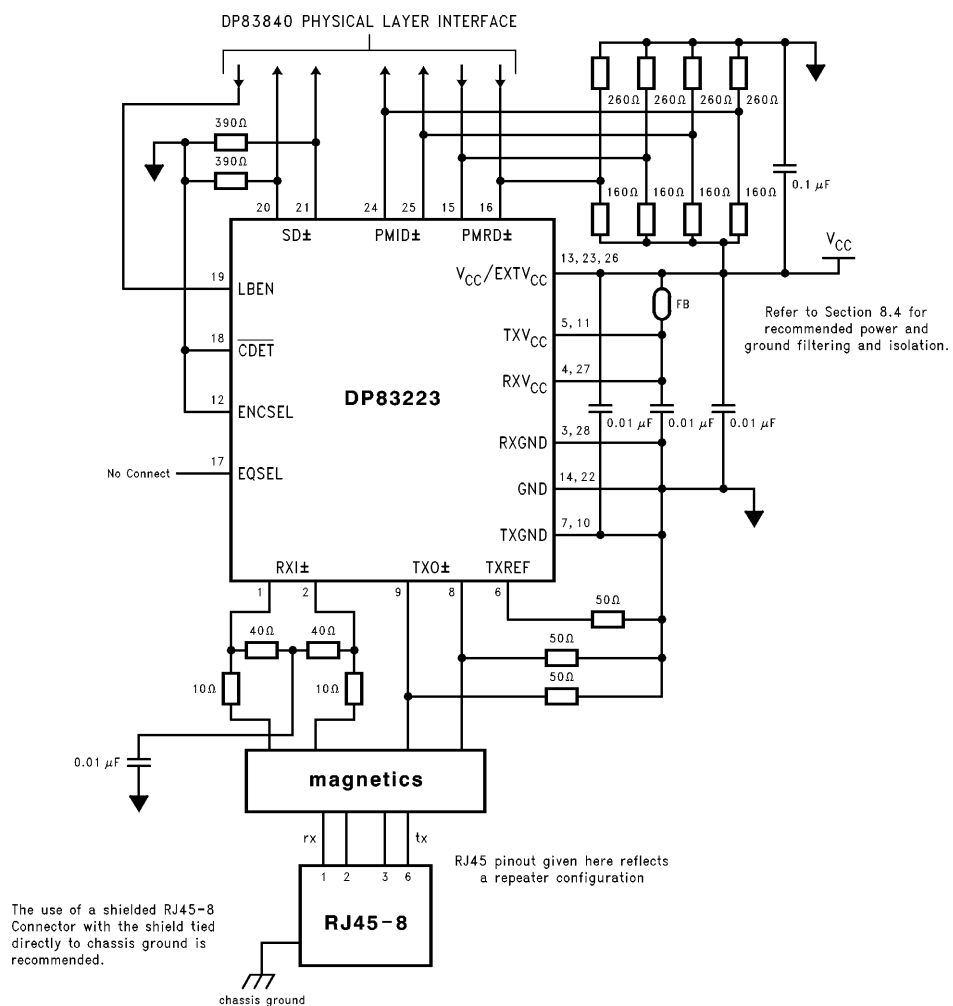 DP83840 PHYSICAL LAYER INTERFACE
260Ω 260Ω 260Ω 260Ω
390Ω
390Ω
160Ω 160Ω 160Ω 160Ω
0.1 µF
20 21 24 25 15 16
SD± PMID± PMRD±
13, 23, 26
VCC
VCC/EXTVCC
19
LBEN
FB
Refer to Section 8.4 for
recommended power and
ground filtering and isolation.
5, 11
TXVCC
18
CDET
4, 27
RXVCC
DP83223
12
ENCSEL
0.01 µF 0.01 µF 0.01 µF
3, 28
RXGND
17
No Connect
EQSEL
14, 22
GND
7, 10
TXGND
RXI± TXO± TXREF
1 2 9 8 6
50Ω
40Ω 40Ω
50Ω
10Ω 10Ω
50Ω
0.01 µF
magnetics
rx tx
RJ45 pinout given here reflects
a repeater configuration
1 2 3 6
RJ45-8
The use of a shielded RJ45-8
Connector with the shield tied
directly to chassis ground is
recommended.
chassis ground